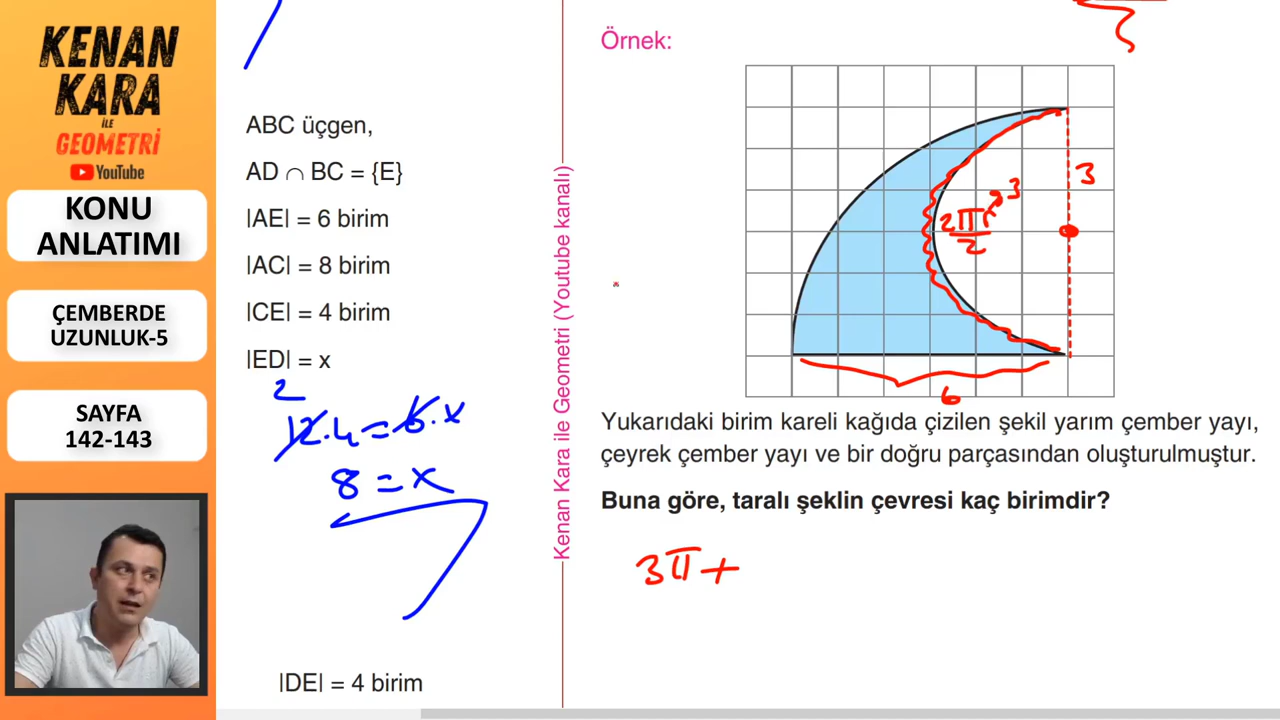 KENAN
KARA
İLE
GEOMETRİ
YouTube
KONU
ANLATIMI
ÇEMBERDE
UZUNLUK-5
SAYFA
142-143
ABC üçgen,
AD ∩ BC = {E}
|AE| = 6 birim
|AC| = 8 birim
|CE| = 4 birim
|ED| = x
2
12.4=6.x
8=x
|DE| = 4 birim
Kenan Kara ile Geometri (Youtube kanalı)
Örnek:
3
2πr→3
2
6
Yukarıdaki birim kareli kağıda çizilen şekil yarım çember yayı,
çeyrek çember yayı ve bir doğru parçasından oluşturulmuştur.
Buna göre, taralı şeklin çevresi kaç birimdir?
3π+